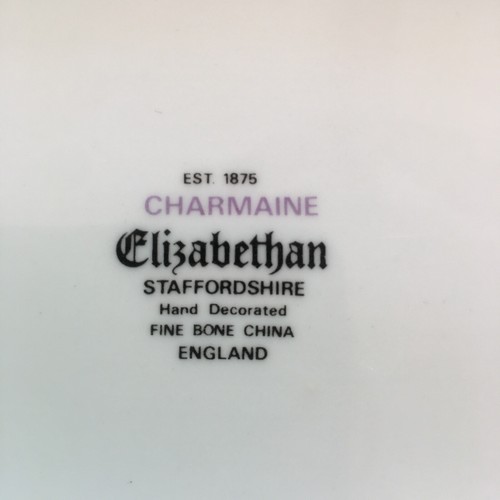 EST. 1875
CHARMAINE
Elizabethan
STAFFORDSHIRE
Hand Decorated
FINE BONE CHINA
ENGLAND